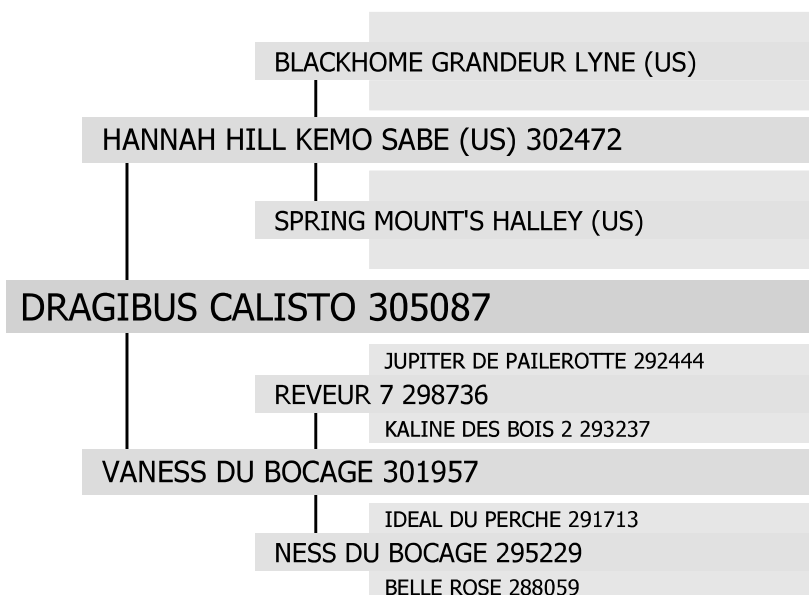 BLACKHOME GRANDEUR LYNE (US)
HANNAH HILL KEMO SABE (US) 302472
SPRING MOUNT'S HALLEY (US)
DRAGIBUS CALISTO 305087
JUPITER DE PAILEROTTE 292444
REVEUR 7 298736
KALINE DES BOIS 2 293237
VANESS DU BOCAGE 301957
IDEAL DU PERCHE 291713
NESS DU BOCAGE 295229
BELLE ROSE 288059